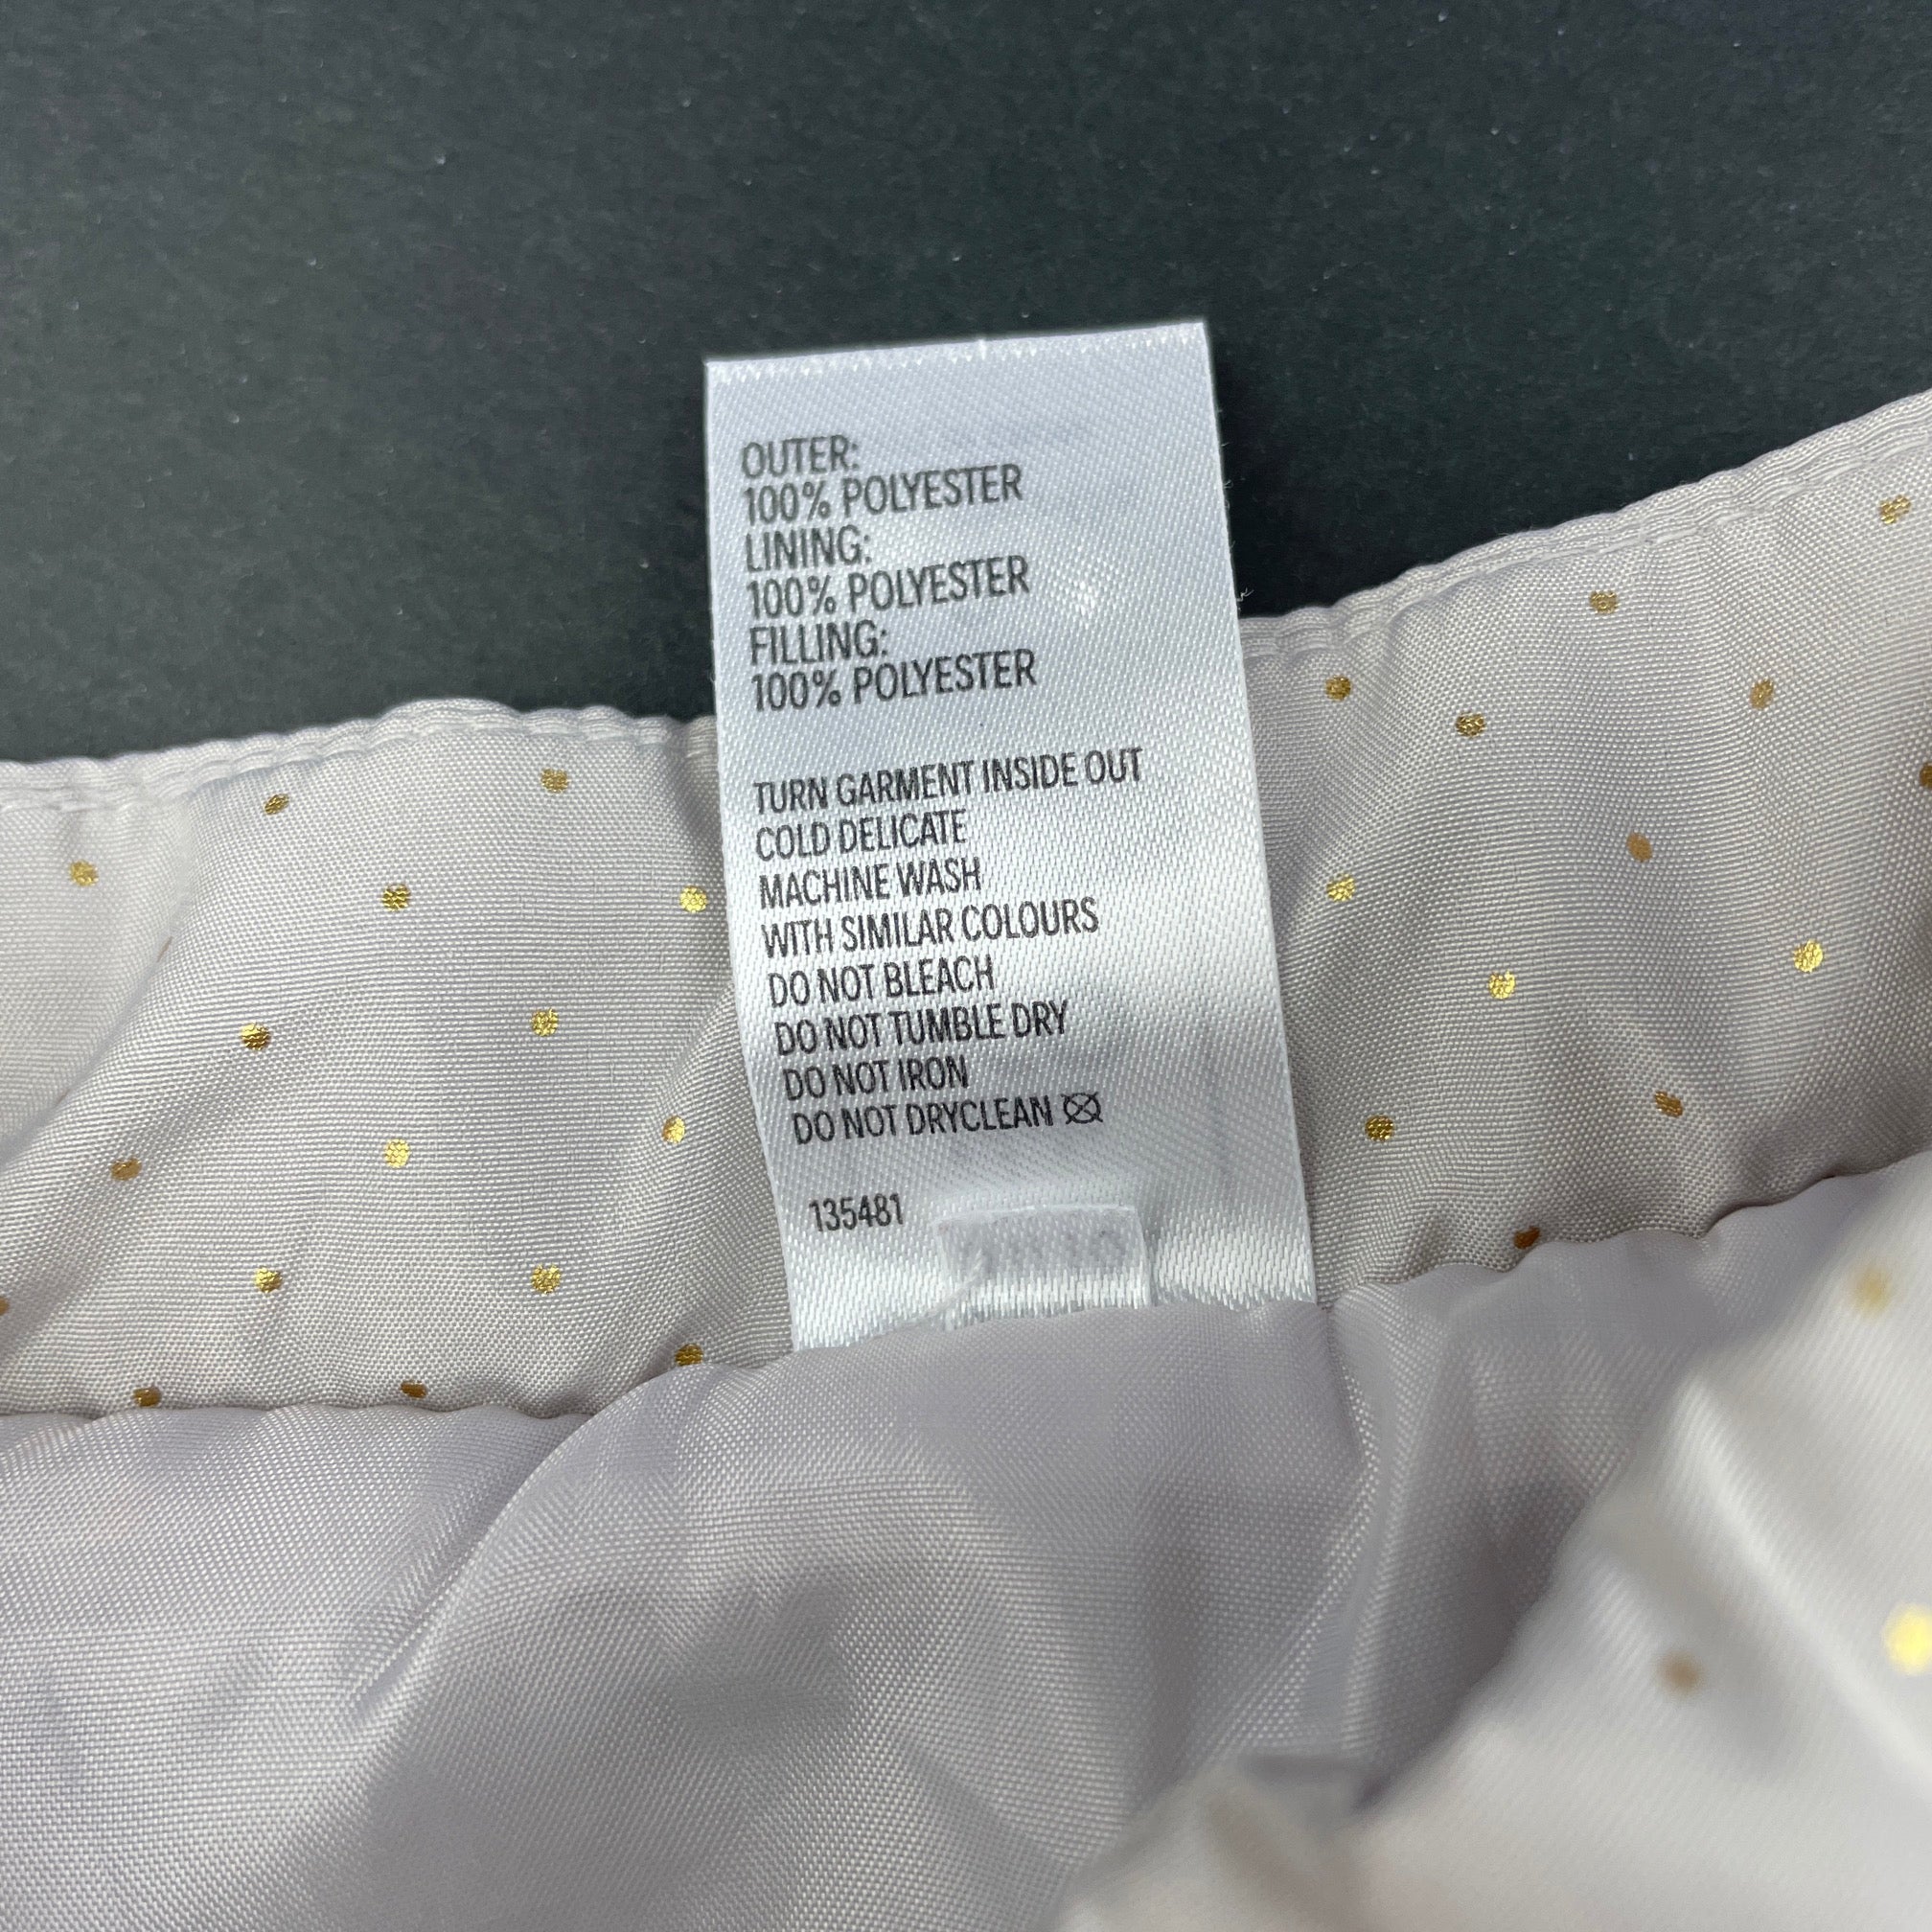 OUTER:
100% POLYESTER
LINING:
100% POLYESTER
FILLING:
100% POLYESTER
TURN GARMENT INSIDE OUT
COLD DELICATE
MACHINE WASH
WITH SIMILAR COLOURS
DO NOT BLEACH
DO NOT TUMBLE DRY
DO NOT IRON
DO NOT DRYCLEAN
135481